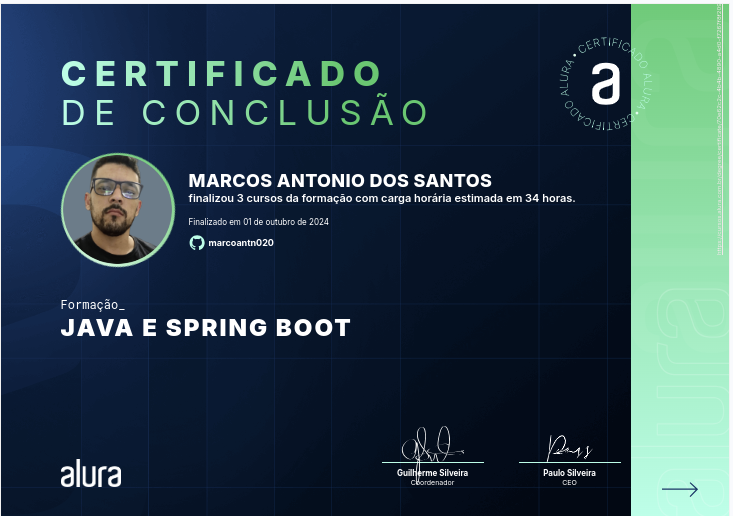 CERTIFICADO
DE CONCLUSÃO
CERTIFICADO ALURA • CERTIFICADO ALURA •
a
MARCOS ANTONIO DOS SANTOS
finalizou 3 cursos da formação com carga horária estimada em 34 horas.
Finalizado em 01 de outubro de 2024
marcoantn020
Formação_
JAVA E SPRING BOOT
Guilherme Silveira
Coordenador
Paulo Silveira
CEO
alura
alura